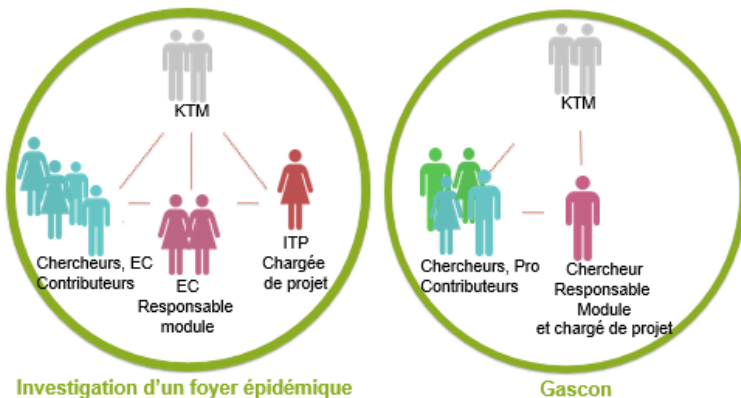 KTM
Chercheurs, EC
Contributeurs
EC
Responsable
module
ITP
Chargée
de projet
Investigation d'un foyer épidémique
KTM
Chercheurs, Pro
Contributeurs
Chercheur
Responsable
Module
et chargé de projet
Gascon